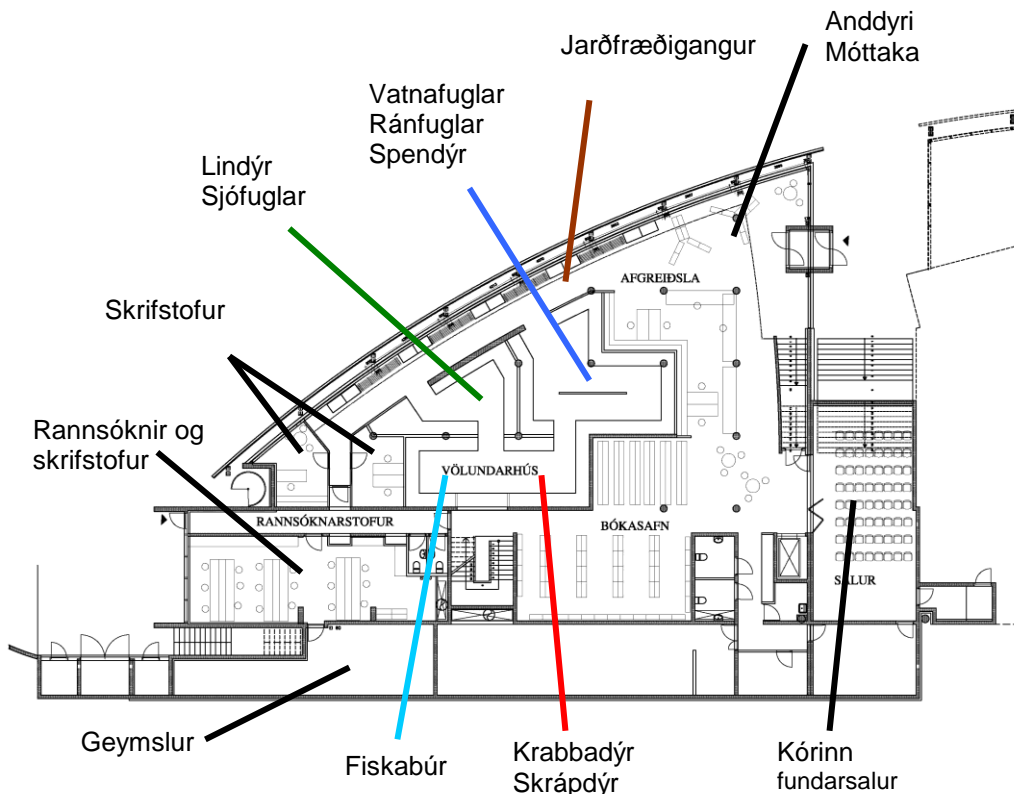 Anddyri
Móttaka
Jarðfræðigangur
Vatnafuglar
Ránfuglar
Spendýr
Lindýr
Sjófuglar
AFGREIÐSLA
Skrifstofur
Rannsóknir og
skrifstofur
VÖLUNDARHÚS
RANNSÓKNARSTOFUR
BÓKASAFN
SALUR
Geymslur
Fiskabúr
Krabbadýr
Skrápdýr
Kórinn
fundarsalur